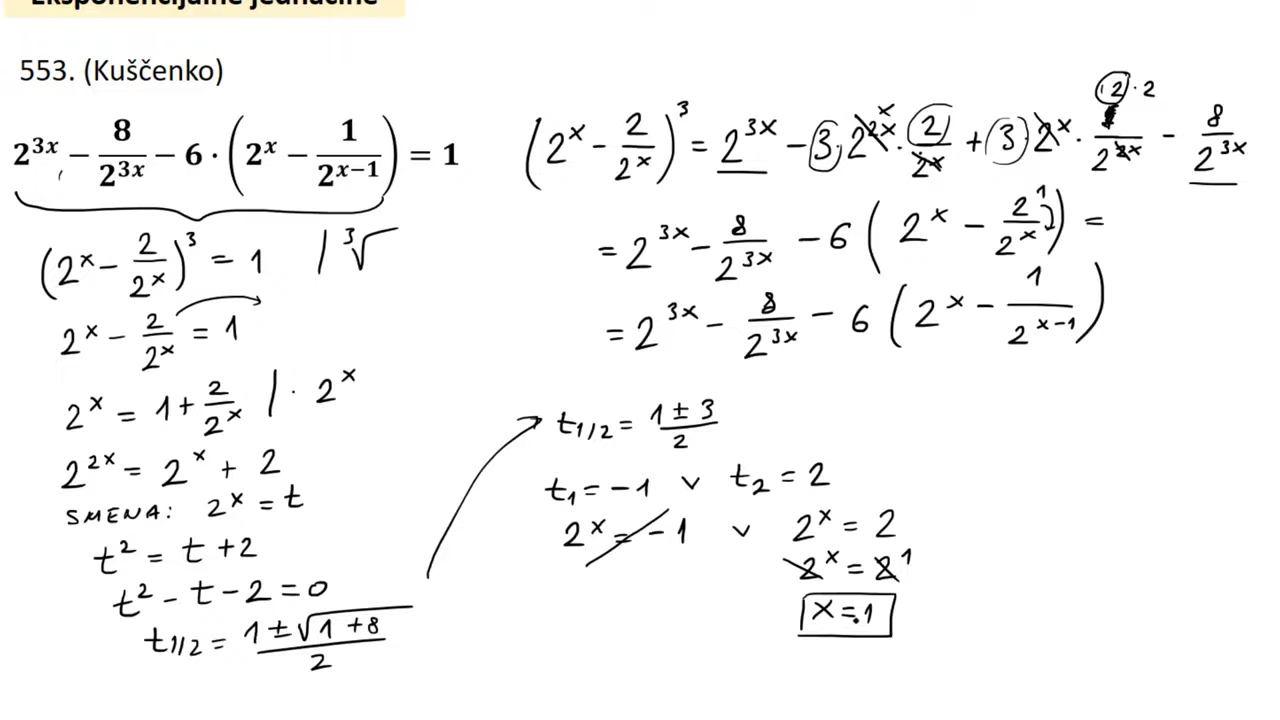 Eksponencijalne jednačine
553. (Kuščenko)
2^{3x} − 8/2^{3x} − 6 · (2^x − 1/2^{x−1}) = 1
(2^x − 2/2^x)^3 = 1 / ∛
2^x − 2/2^x = 1
2^x = 1 + 2/2^x / · 2^x
2^{2x} = 2^x + 2
SMENA: 2^x = t
t^2 = t + 2
t^2 − t − 2 = 0
t_{1/2} = (1 ± √(1 + 8))/2
(2^x − 2/2^x)^3 = 2^{3x} − 3 · 2^{2x} · 2/2^x + 3 · 2^x · 2 · 2/2^{2x} − 8/2^{3x}
= 2^{3x} − 8/2^{3x} − 6 (2^x − 2^1/2^x) =
= 2^{3x} − 8/2^{3x} − 6 (2^x − 1/2^{x−1})
t_{1/2} = (1 ± 3)/2
t_1 = −1 ∨ t_2 = 2
2^x = −1 ∨ 2^x = 2
2^x = 2^1
x = 1